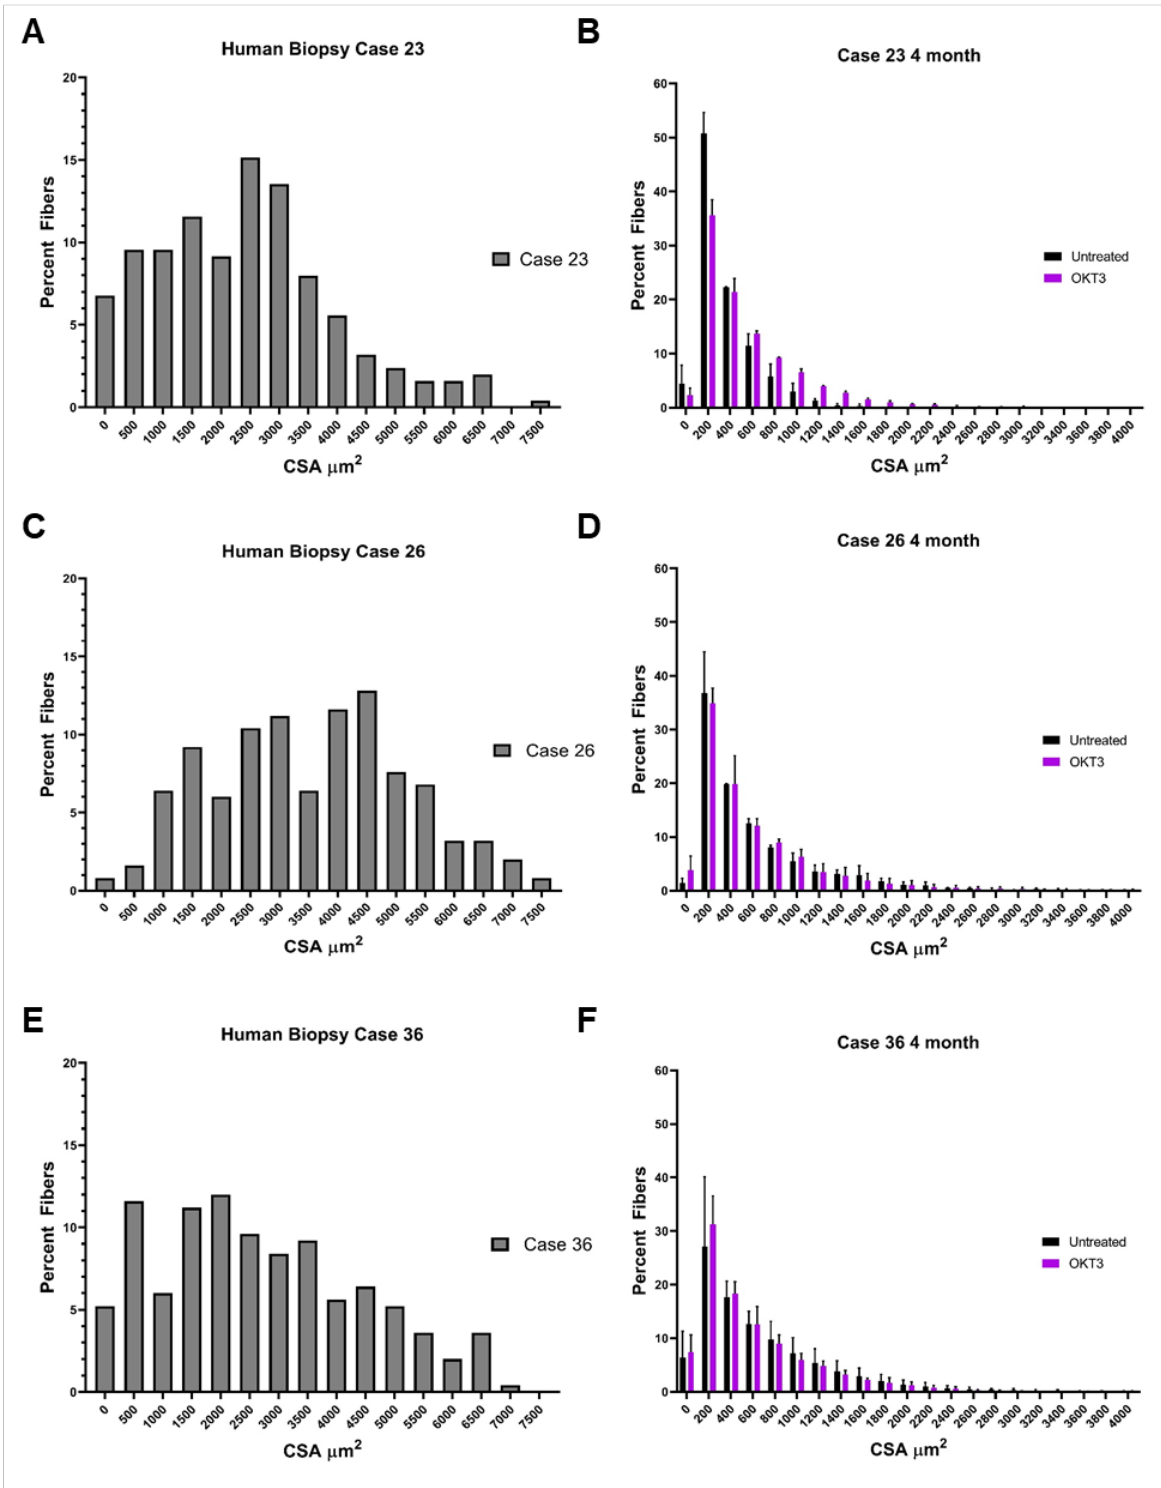 A
Human Biopsy Case 23
20
15
10
5
0
Percent Fibers
0 500 1000 1500 2000 2500 3000 3500 4000 4500 5000 5500 6000 6500 7000 7500
CSA μm²
Case 23
B
Case 23 4 month
60
50
40
30
20
10
0
Percent Fibers
0 200 400 600 800 1000 1200 1400 1600 1800 2000 2200 2400 2600 2800 3000 3200 3400 3600 3800 4000
CSA μm²
Untreated
OKT3
C
Human Biopsy Case 26
20
15
10
5
0
Percent Fibers
0 500 1000 1500 2000 2500 3000 3500 4000 4500 5000 5500 6000 6500 7000 7500
CSA μm²
Case 26
D
Case 26 4 month
60
50
40
30
20
10
0
Percent Fibers
0 200 400 600 800 1000 1200 1400 1600 1800 2000 2200 2400 2600 2800 3000 3200 3400 3600 3800 4000
CSA μm²
Untreated
OKT3
E
Human Biopsy Case 36
20
15
10
5
0
Percent Fibers
0 500 1000 1500 2000 2500 3000 3500 4000 4500 5000 5500 6000 6500 7000 7500
CSA μm²
Case 36
F
Case 36 4 month
60
50
40
30
20
10
0
Percent Fibers
0 200 400 600 800 1000 1200 1400 1600 1800 2000 2200 2400 2600 2800 3000 3200 3400 3600 3800 4000
CSA μm²
Untreated
OKT3